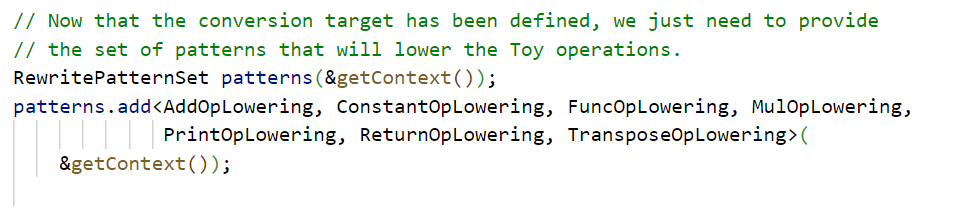 // Now that the conversion target has been defined, we just need to provide
// the set of patterns that will lower the Toy operations.
RewritePatternSet patterns(&getContext());
patterns.add<AddOpLowering, ConstantOpLowering, FuncOpLowering, MulOpLowering,
PrintOpLowering, ReturnOpLowering, TransposeOpLowering>(
&getContext());